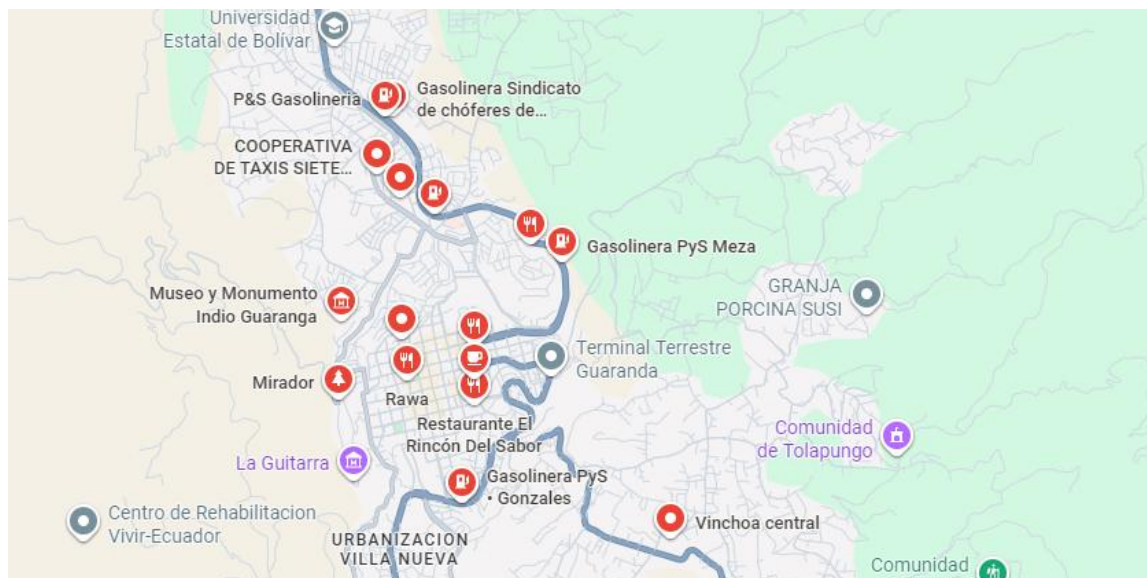 Universidad
Estatal de Bolívar
P&S Gasolineria
Gasolinera Sindicato
de chóferes de...
COOPERATIVA
DE TAXIS SIETE...
Gasolinera PyS Meza
GRANJA
PORCINA SUSI
Museo y Monumento
Indio Guaranga
Terminal Terrestre
Guaranda
Mirador
Rawa
Restaurante El
Rincón Del Sabor
Comunidad
de Tolapungo
La Guitarra
Gasolinera PyS
• Gonzales
Centro de Rehabilitacion
Vivir-Ecuador
Vinchoa central
URBANIZACION
VILLA NUEVA
Comunidad